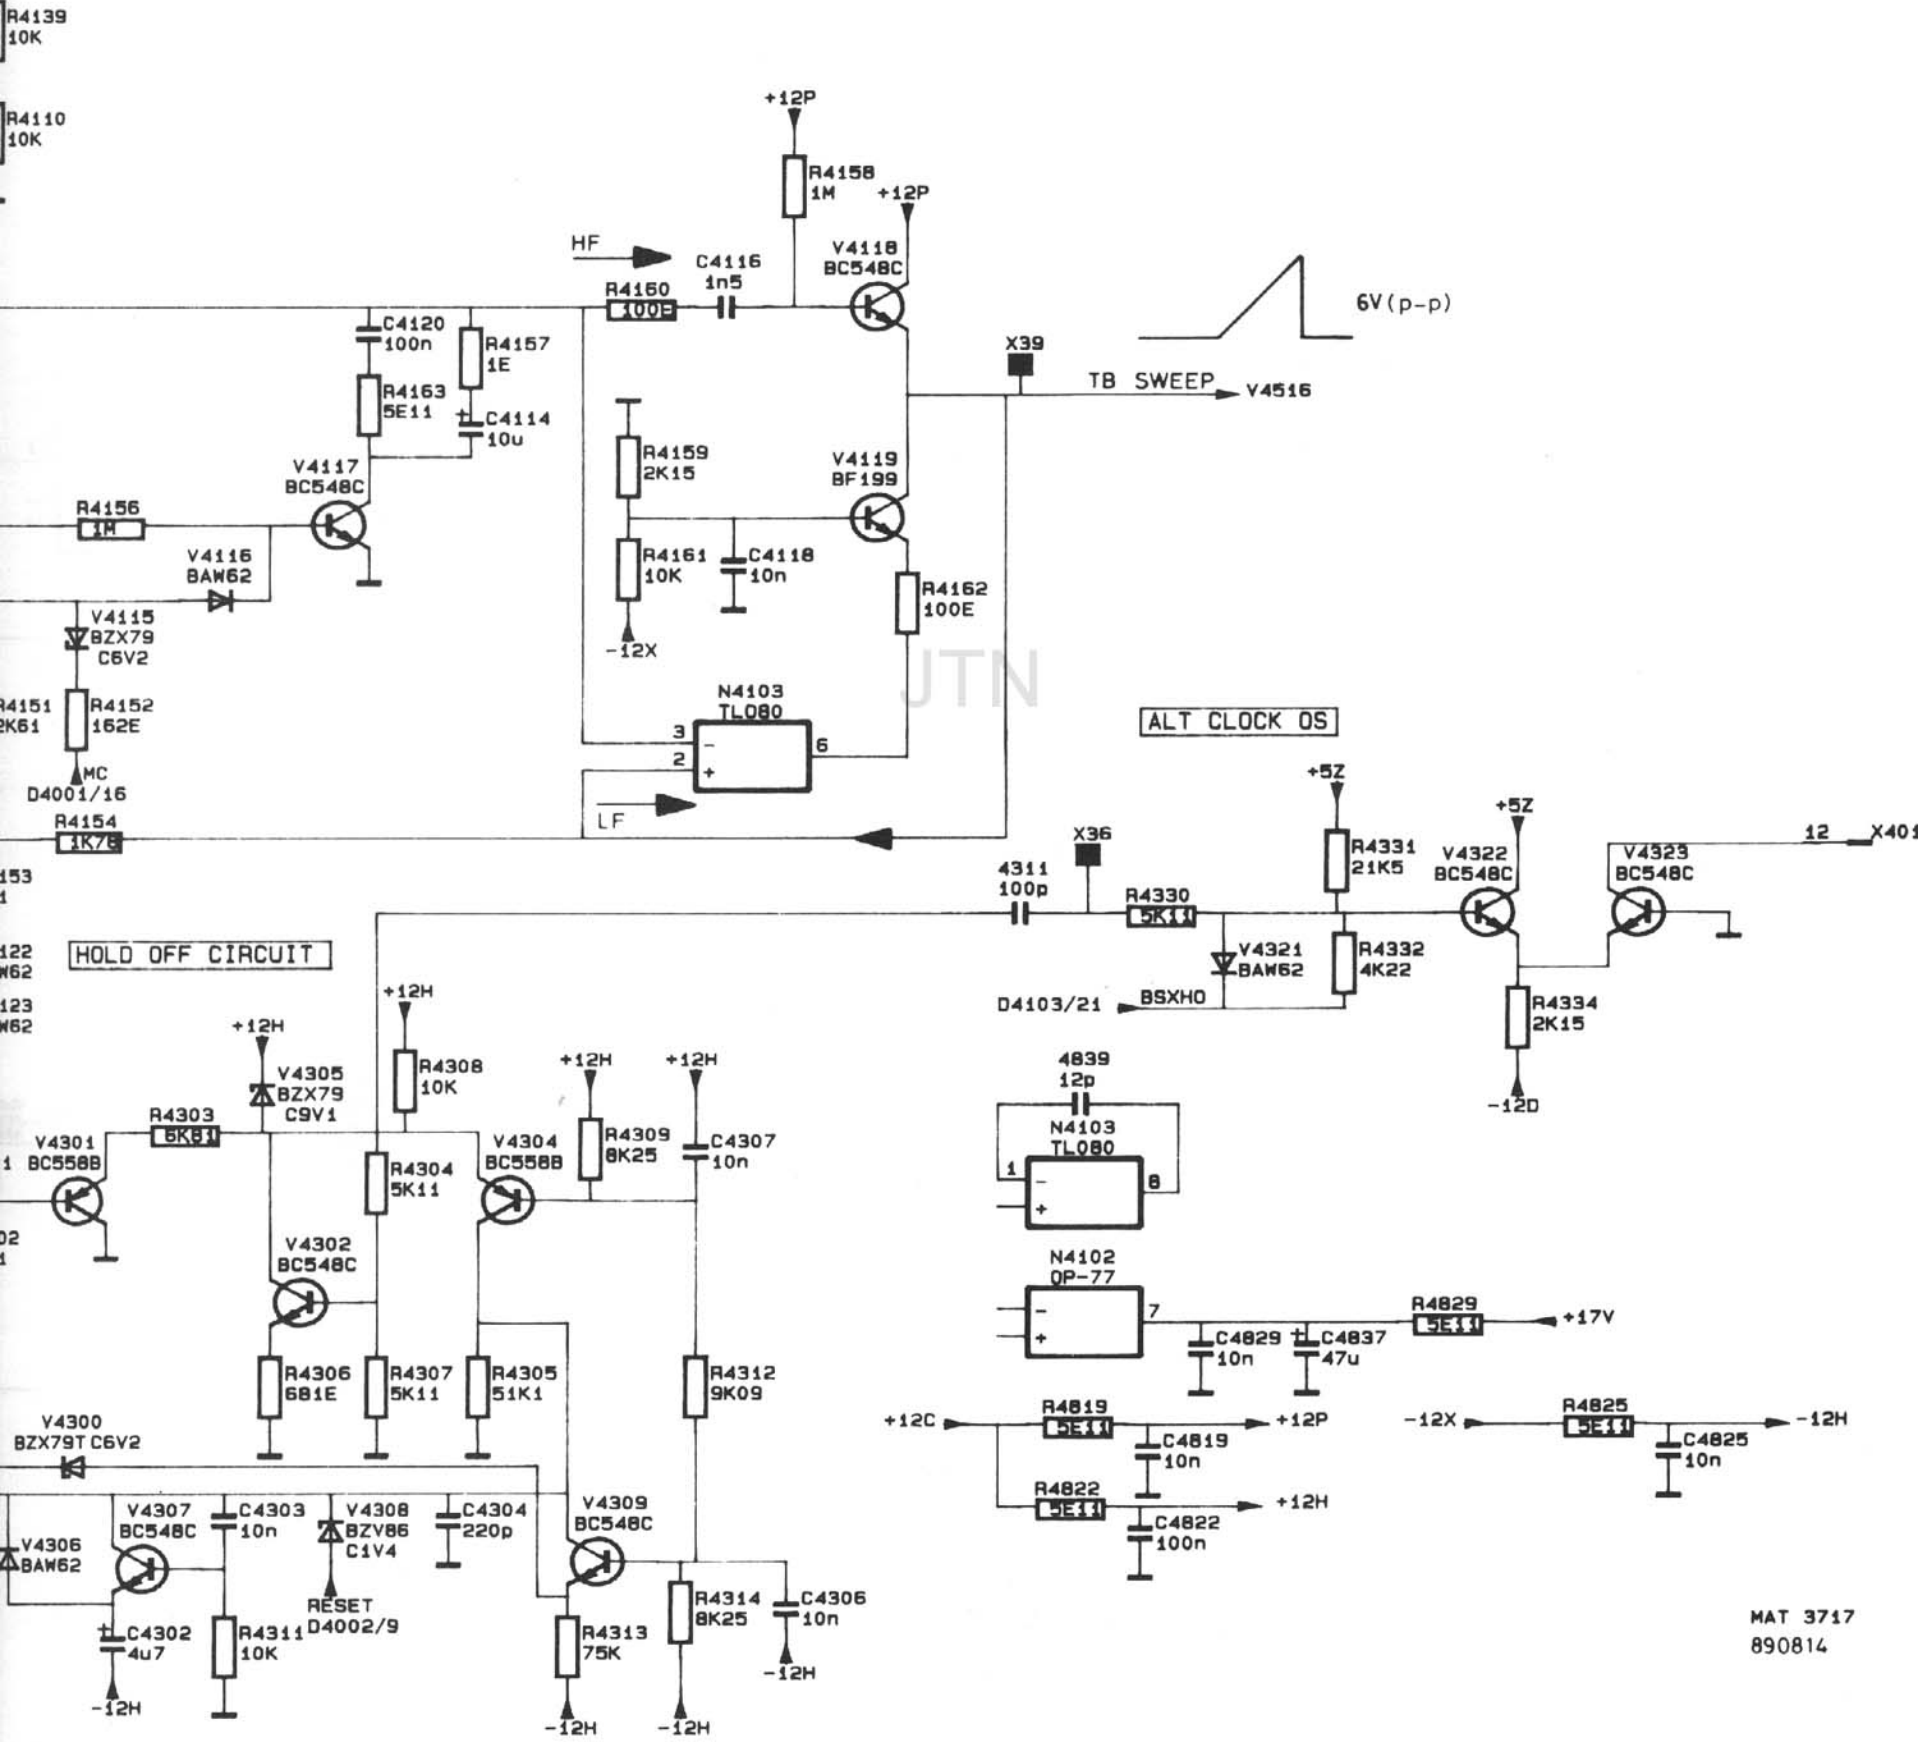 R4139
10K
R4110
10K
+12P
R4158
1M
+12P
HF
C4116
1n5
V4118
BC548C
R4160
100E
6V(p-p)
C4120
100n
R4157
1E
X39
R4163
5E11
TB SWEEP
V4516
+
C4114
10u
R4159
2K15
V4119
BF199
V4117
BC548C
R4156
1M
V4116
BAW62
R4161
10K
C4118
10n
R4162
100E
V4115
BZX79
C6V2
-12X
JTN
N4103
TL080
R4151
2K61
R4152
162E
ALT CLOCK OS
3
-
6
2
+
MC
D4001/16
+5Z
LF
R4154
1K78
+5Z
X36
12
X401
R4331
21K5
V4322
BC548C
V4323
BC548C
153
1
4311
100p
R4330
5K11
122
W62
HOLD OFF CIRCUIT
V4321
BAW62
R4332
4K22
+12H
D4103/21
BSXHO
R4334
2K15
123
W62
+12H
R4308
10K
+12H
+12H
4839
12p
V4305
BZX79
C9V1
-12D
R4303
6K81
V4301
BC558B
1
V4304
BC558B
R4309
8K25
C4307
10n
N4103
TL080
R4304
5K11
1
-
8
+
02
1
V4302
BC548C
N4102
OP-77
-
7
+
R4829
5E11
+17V
C4829
10n
+
C4837
47u
R4306
681E
R4307
5K11
R4305
51K1
R4312
9K09
V4300
BZX79T C6V2
+12C
R4819
5E11
+12P
-12X
R4825
5E11
-12H
C4819
10n
C4825
10n
V4307
BC548C
C4303
10n
V4308
BZV86
C1V4
C4304
220p
V4309
BC548C
R4822
5E11
+12H
C4822
100n
V4306
BAW62
RESET
D4002/9
R4314
8K25
C4306
10n
+
C4302
4u7
R4311
10K
R4313
75K
MAT 3717
890814
-12H
-12H
-12H
-12H